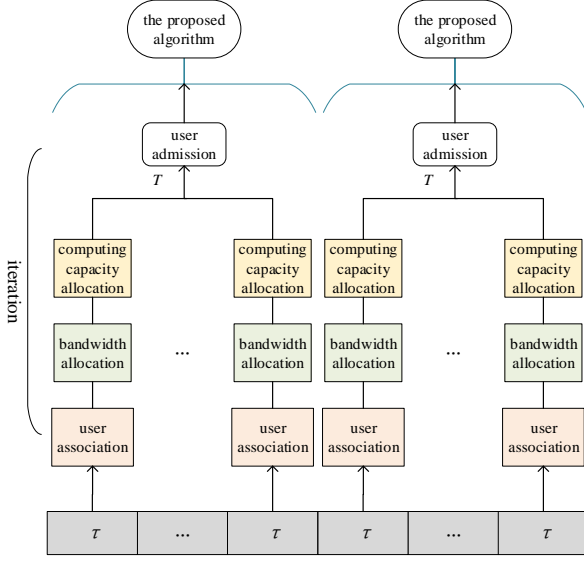 the proposed
algorithm
the proposed
algorithm
user
admission
user
admission
T
T
iteration
computing
capacity
allocation
computing
capacity
allocation
computing
capacity
allocation
computing
capacity
allocation
bandwidth
allocation
...
bandwidth
allocation
bandwidth
allocation
...
bandwidth
allocation
user
association
user
association
user
association
user
association
τ
...
τ
τ
...
τ